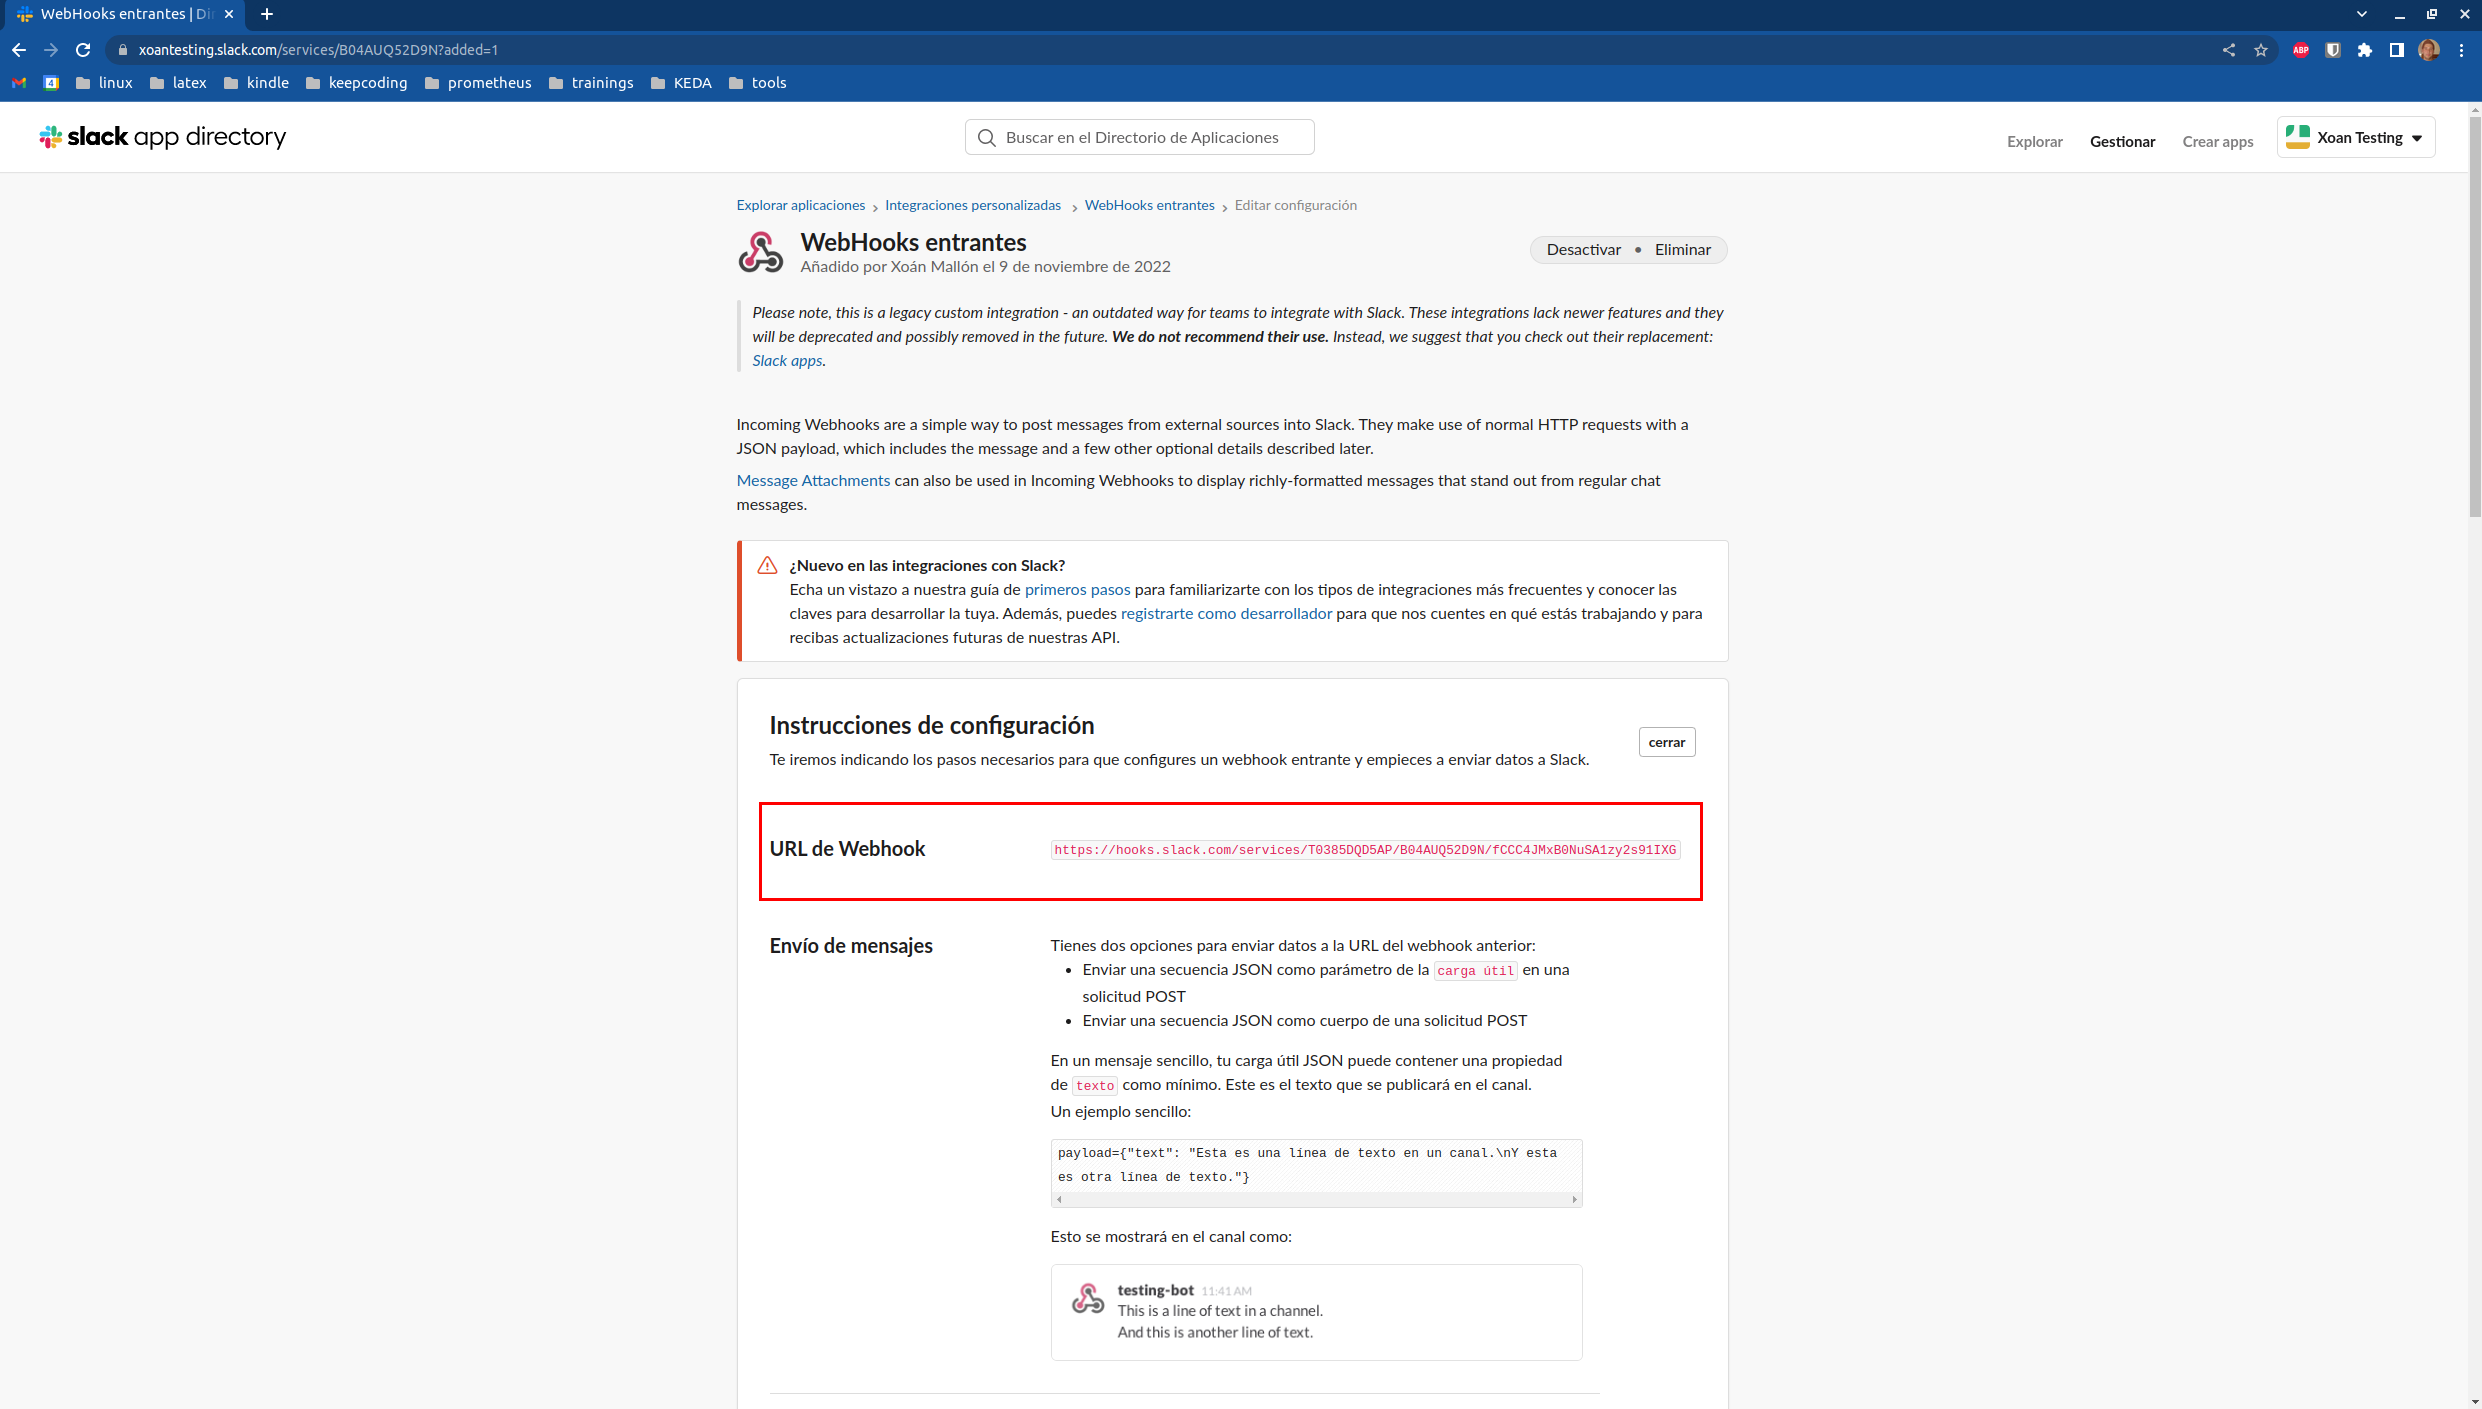 WebHooks entrantes | Di
xoantesting.slack.com/services/B04AUQ52D9N?added=1
ABP
4
linux
latex
kindle
keepcoding
prometheus
trainings
KEDA
tools
slack app directory
Buscar en el Directorio de Aplicaciones
Explorar
Gestionar
Crear apps
Xoan Testing
Explorar aplicaciones > Integraciones personalizadas > WebHooks entrantes > Editar configuración
WebHooks entrantes
Añadido por Xoán Mallón el 9 de noviembre de 2022
Desactivar • Eliminar
Please note, this is a legacy custom integration - an outdated way for teams to integrate with Slack. These integrations lack newer features and they
will be deprecated and possibly removed in the future. We do not recommend their use. Instead, we suggest that you check out their replacement:
Slack apps.
Incoming Webhooks are a simple way to post messages from external sources into Slack. They make use of normal HTTP requests with a
JSON payload, which includes the message and a few other optional details described later.
Message Attachments can also be used in Incoming Webhooks to display richly-formatted messages that stand out from regular chat
messages.
¿Nuevo en las integraciones con Slack?
Echa un vistazo a nuestra guía de primeros pasos para familiarizarte con los tipos de integraciones más frecuentes y conocer las
claves para desarrollar la tuya. Además, puedes registrarte como desarrollador para que nos cuentes en qué estás trabajando y para
recibas actualizaciones futuras de nuestras API.
Instrucciones de configuración
cerrar
Te iremos indicando los pasos necesarios para que configures un webhook entrante y empieces a enviar datos a Slack.
URL de Webhook
https://hooks.slack.com/services/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
Envío de mensajes
Tienes dos opciones para enviar datos a la URL del webhook anterior:
• Enviar una secuencia JSON como parámetro de la carga útil en una
solicitud POST
• Enviar una secuencia JSON como cuerpo de una solicitud POST
En un mensaje sencillo, tu carga útil JSON puede contener una propiedad
de texto como mínimo. Este es el texto que se publicará en el canal.
Un ejemplo sencillo:
payload={"text": "Esta es una línea de texto en un canal.\nY esta
es otra línea de texto."}
Esto se mostrará en el canal como:
testing-bot 11:41 AM
This is a line of text in a channel.
And this is another line of text.